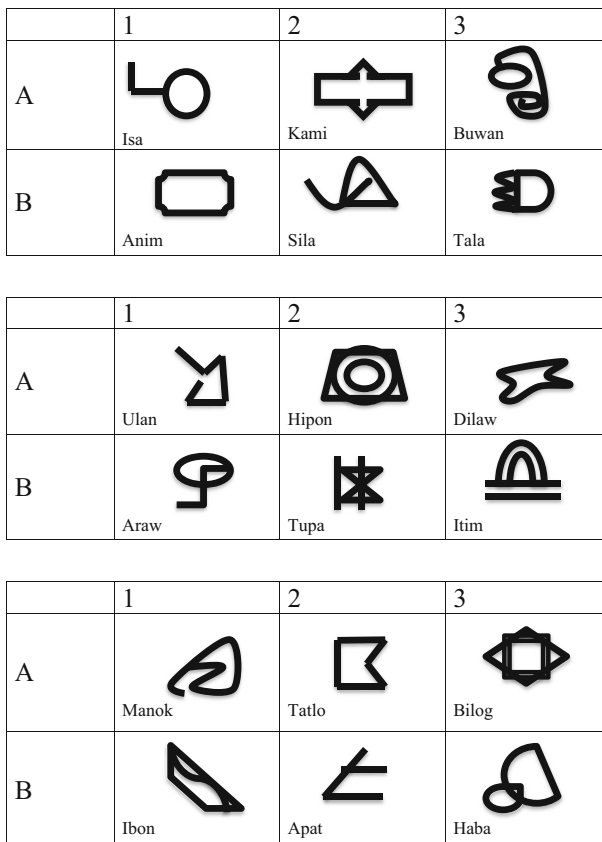 1 2 3
A Isa Kami Buwan
B Anim Sila Tala
1 2 3
A Ulan Hipon Dilaw
B Araw Tupa Itim
1 2 3
A Manok Tatlo Bilog
B Ibon Apat Haba